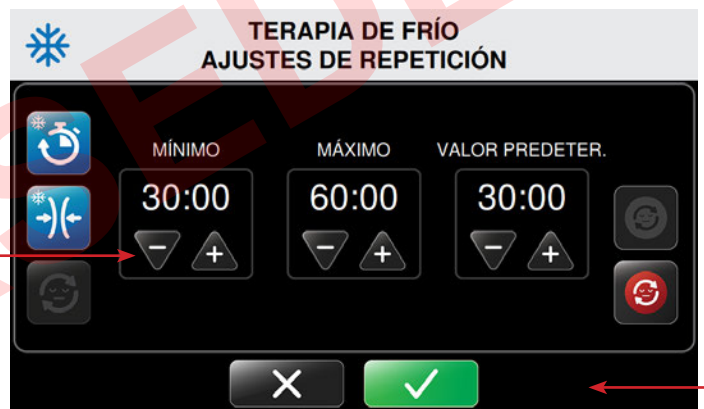 TERAPIA DE FRÍO
AJUSTES DE REPETICIÓN
MÍNIMO
MÁXIMO
VALOR PREDETER.
30:00
60:00
30:00